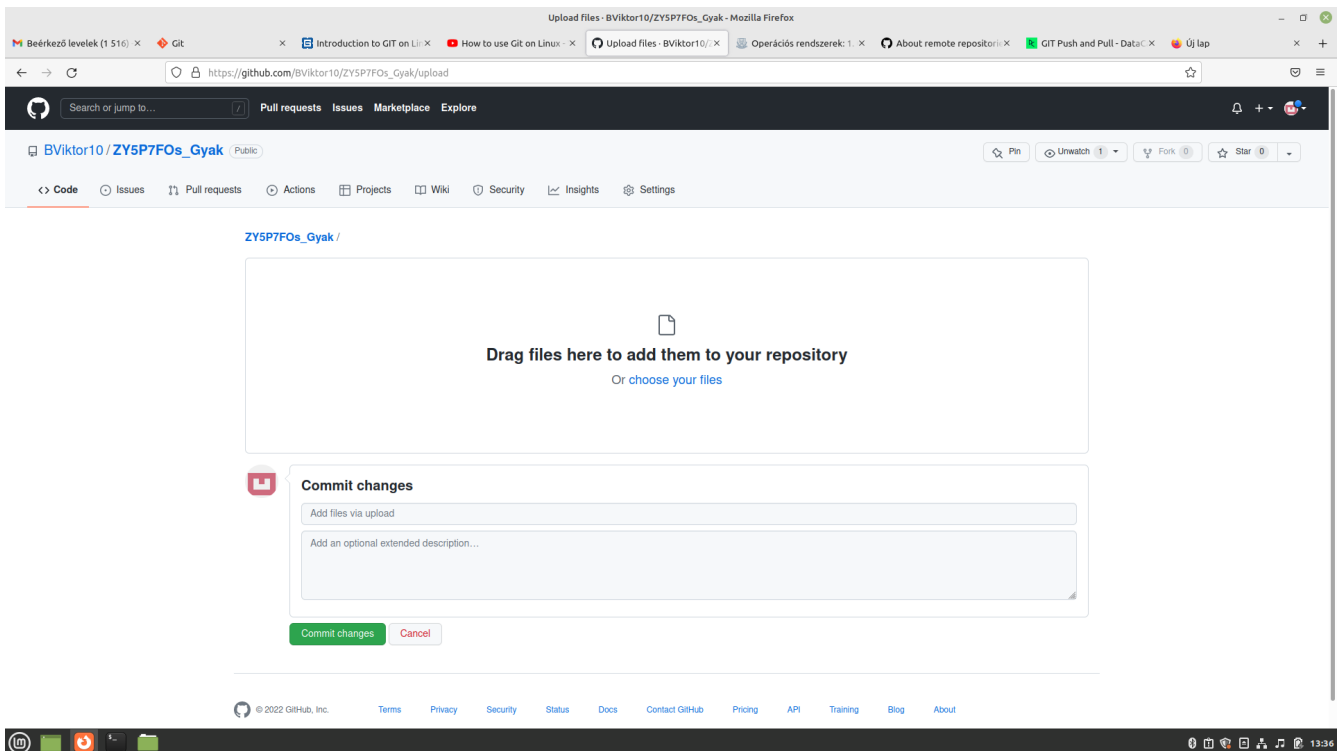 Upload files · BViktor10/ZY5P7FOs_Gyak - Mozilla Firefox
Beérkező levelek (1 516) Git Introduction to GIT on Lin How to use Git on Linux - Upload files · BViktor10/Z Operációs rendszerek: 1. About remote repositorie GIT Push and Pull - DataC Új lap
https://github.com/BViktor10/ZY5P7FOs_Gyak/upload
Search or jump to... / Pull requests Issues Marketplace Explore
BViktor10 / ZY5P7FOs_Gyak Public Pin Unwatch 1 Fork 0 Star 0
Code Issues Pull requests Actions Projects Wiki Security Insights Settings
ZY5P7FOs_Gyak /
Drag files here to add them to your repository
Or choose your files
Commit changes
Add files via upload
Add an optional extended description…
Commit changes Cancel
© 2022 GitHub, Inc. Terms Privacy Security Status Docs Contact GitHub Pricing API Training Blog About
13:36